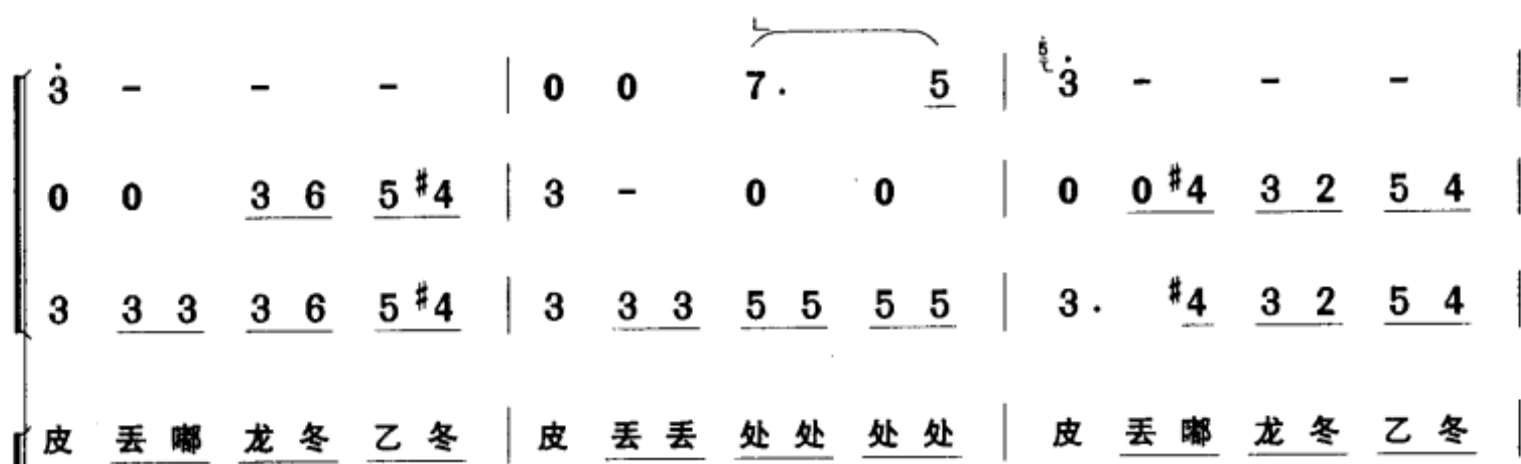 3 - - - | 0 0 7. 5 | 5 3 - - - |
0 0 3 6 5 #4 | 3 - 0 0 | 0 0 #4 3 2 5 4 |
3 3 3 3 6 5 #4 | 3 3 3 5 5 5 5 | 3. #4 3 2 5 4 |
皮 丢 嘟 龙 冬 乙 冬 | 皮 丢 丢 处 处 处 处 | 皮 丢 嘟 龙 冬 乙 冬 |